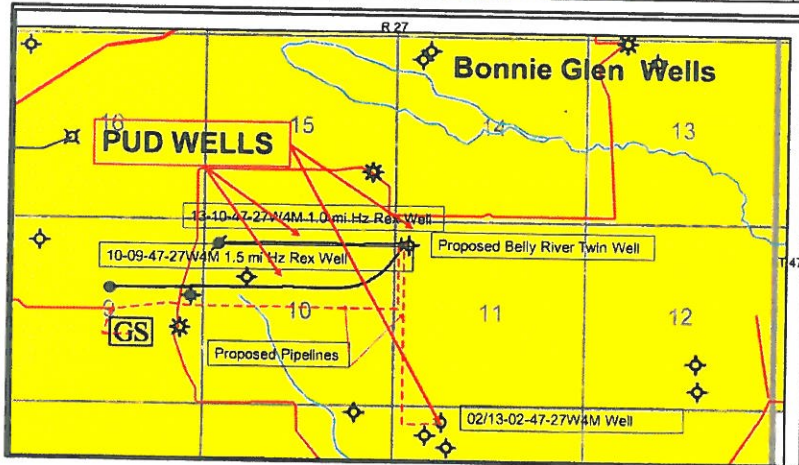 R 27
Bonnie Glen Wells
16
15
14
13
PUD WELLS
13-10-47-27W4M 1.0 mi Hz Rex Well
Proposed Belly River Twin Well
10-09-47-27W4M 1.5 mi Hz Rex Well
T 47
9
10
11
12
GS
Proposed Pipelines
02/13-02-47-27W4M Well